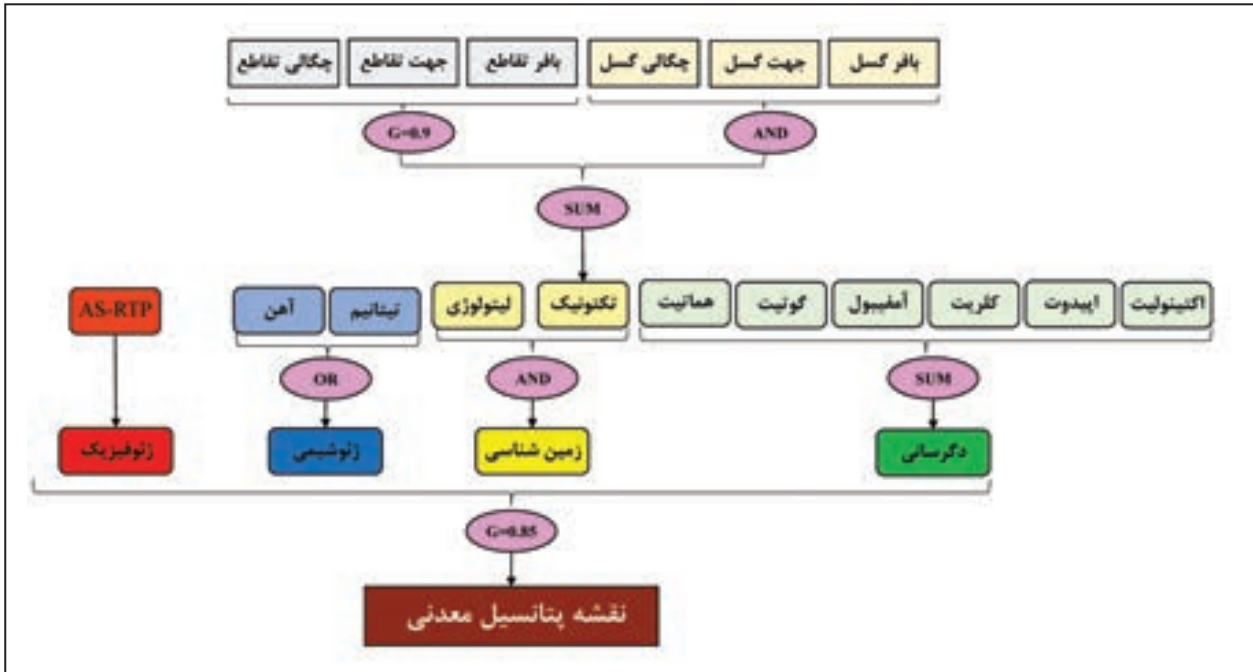 بافر گسل
جهت گسل
چگالی گسل
بافر تقاطع
جهت تقاطع
چگالی تقاطع
AND
G=0.9
SUM
اکتینولیت
اپیدوت
کلریت
آمفیبول
گوتیت
هماتیت
تکتونیک
لیتولوژی
تیتانیم
آهن
AS-RTP
SUM
AND
OR
دگرسانی
زمین شناسی
ژئوشیمی
ژئوفیزیک
G=0.85
نقشه پتانسیل معدنی